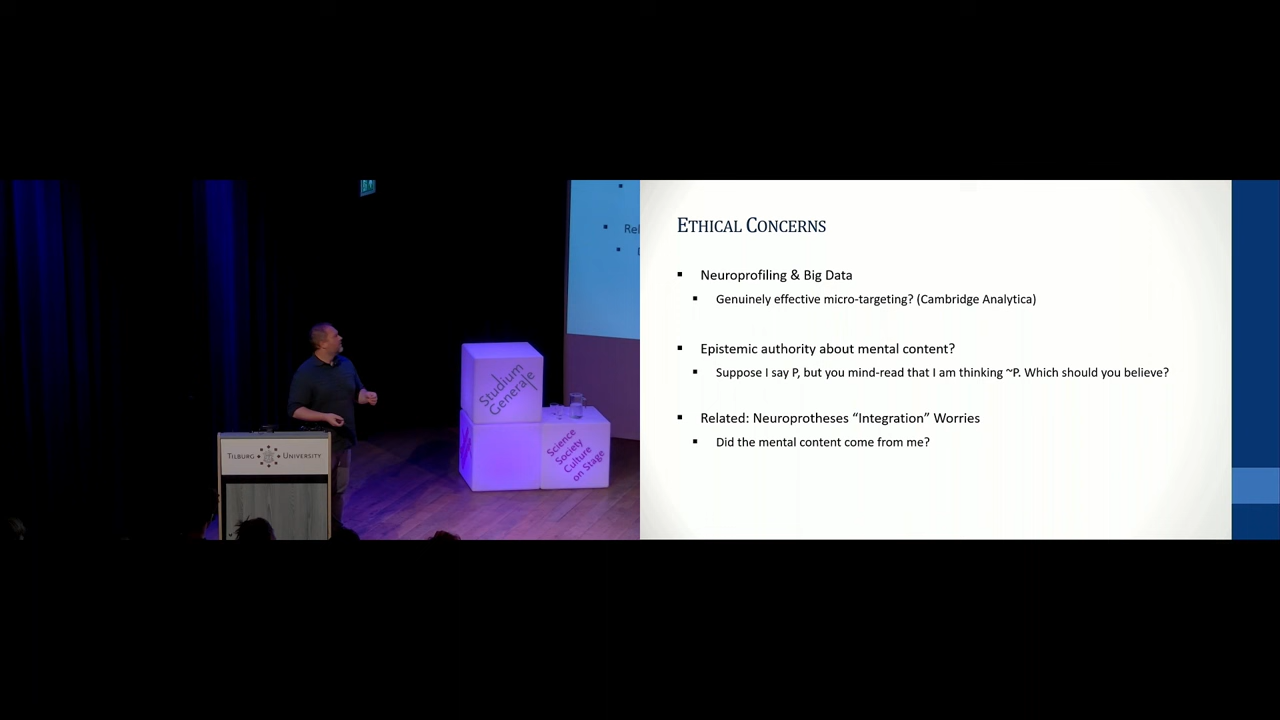 Rel
TILBURG UNIVERSITY
Studium
Generale
Science
Society
Culture
on Stage
ETHICAL CONCERNS
Neuroprofiling & Big Data
Genuinely effective micro-targeting? (Cambridge Analytica)
Epistemic authority about mental content?
Suppose I say P, but you mind-read that I am thinking ~P. Which should you believe?
Related: Neuroprotheses “Integration” Worries
Did the mental content come from me?